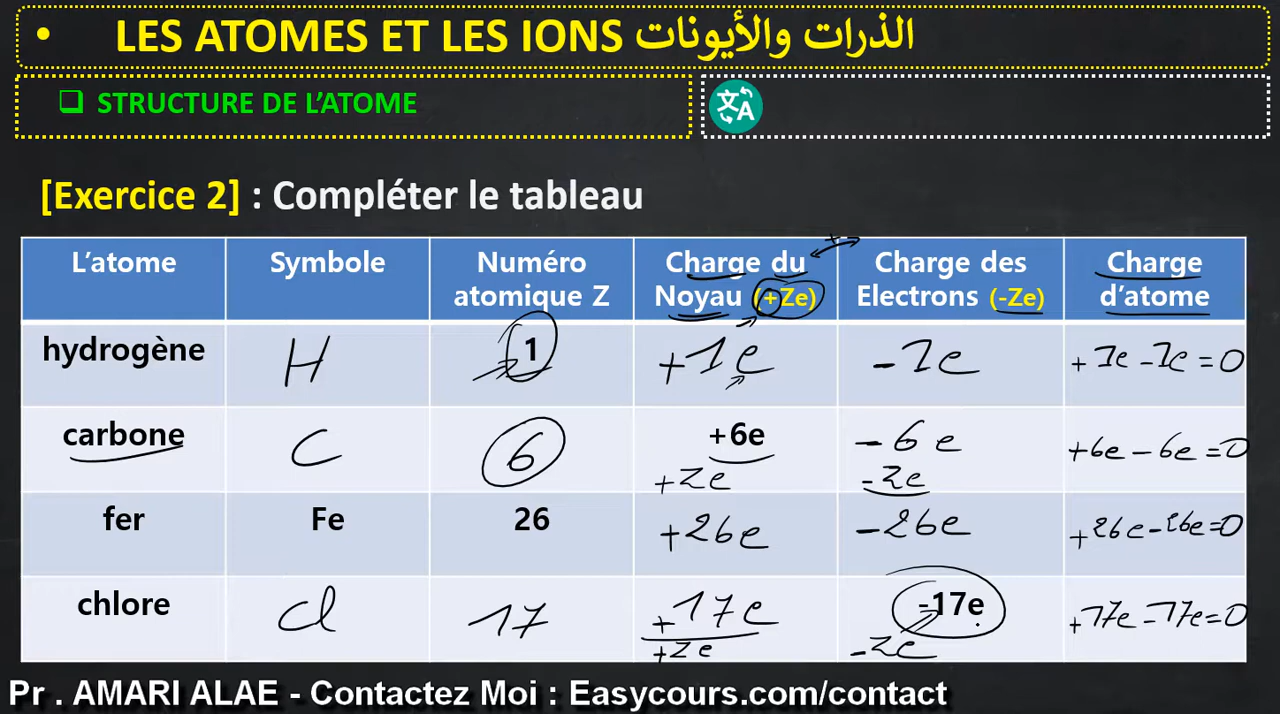 • LES ATOMES ET LES IONS الذرات والأيونات
❑ STRUCTURE DE L'ATOME
文A
[Exercice 2] : Compléter le tableau
L'atome Symbole Numéro atomique Z Charge du Noyau (+Ze) Charge des Electrons (-Ze) Charge d'atome
hydrogène H 1 +1e -1e +1e -1e = 0
carbone C 6 +6e -6e +6e - 6e = 0
+Ze -Ze
fer Fe 26 +26e -26e +26e - 26e = 0
chlore Cl 17 +17e -17e +17e - 17e = 0
+Ze -Ze
Pr . AMARI ALAE - Contactez Moi : Easycours.com/contact